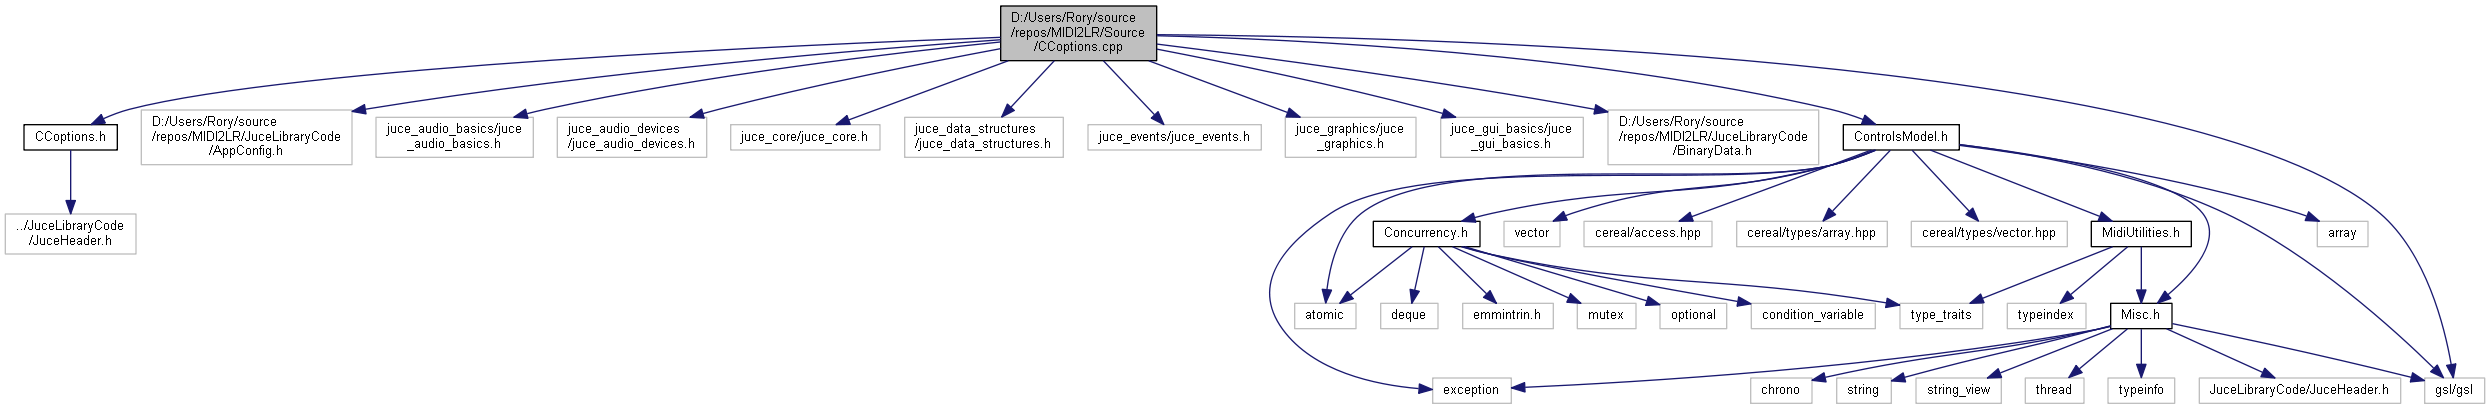 D:/Users/Rory/source
/repos/MIDI2LR/Source
/CCoptions.cpp
CCoptions.h
D:/Users/Rory/source
/repos/MIDI2LR/JuceLibraryCode
/AppConfig.h
juce_audio_basics/juce
_audio_basics.h
juce_audio_devices
/juce_audio_devices.h
juce_core/juce_core.h
juce_data_structures
/juce_data_structures.h
juce_events/juce_events.h
juce_graphics/juce
_graphics.h
juce_gui_basics/juce
_gui_basics.h
D:/Users/Rory/source
/repos/MIDI2LR/JuceLibraryCode
/BinaryData.h
ControlsModel.h
../JuceLibraryCode
/JuceHeader.h
Concurrency.h
vector
cereal/access.hpp
cereal/types/array.hpp
cereal/types/vector.hpp
MidiUtilities.h
array
atomic
deque
emmintrin.h
mutex
optional
condition_variable
type_traits
typeindex
Misc.h
exception
chrono
string
string_view
thread
typeinfo
JuceLibraryCode/JuceHeader.h
gsl/gsl